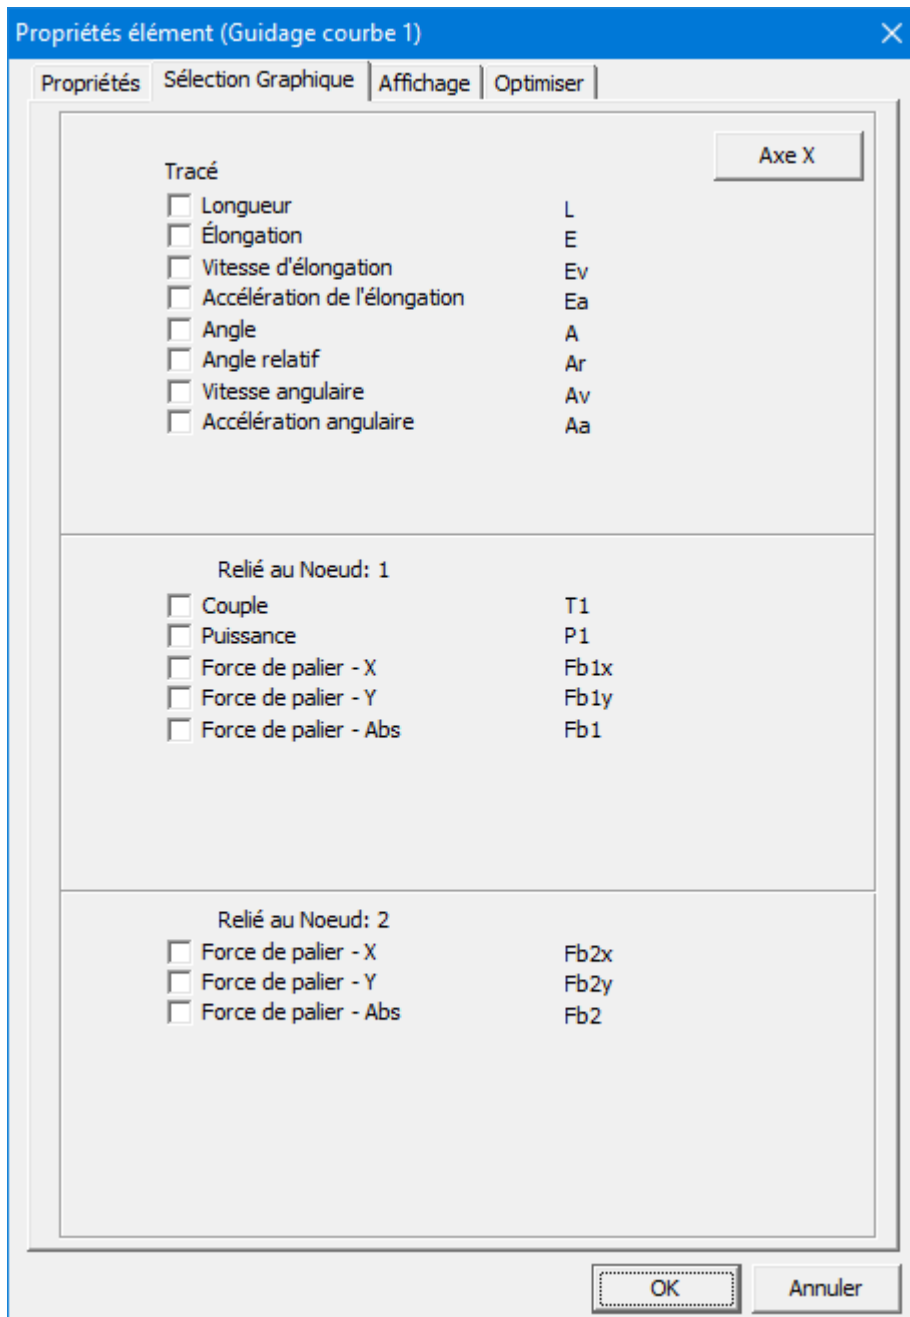 Propriétés élément (Guidage courbe 1)
Propriétés Sélection Graphique Affichage Optimiser
Axe X
Tracé
Longueur L
Élongation E
Vitesse d'élongation Ev
Accélération de l'élongation Ea
Angle A
Angle relatif Ar
Vitesse angulaire Av
Accélération angulaire Aa
Relié au Noeud: 1
Couple T1
Puissance P1
Force de palier - X Fb1x
Force de palier - Y Fb1y
Force de palier - Abs Fb1
Relié au Noeud: 2
Force de palier - X Fb2x
Force de palier - Y Fb2y
Force de palier - Abs Fb2
OK Annuler